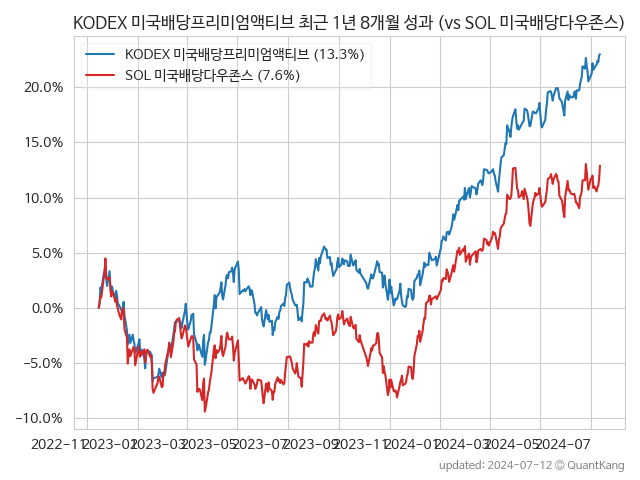 KODEX 미국배당프리미엄액티브 최근 1년 8개월 성과 (vs SOL 미국배당다우존스)
KODEX 미국배당프리미엄액티브 (13.3%)
SOL 미국배당다우존스 (7.6%)
20.0%
15.0%
10.0%
5.0%
0.0%
−5.0%
−10.0%
2022-11 2023-01 2023-03 2023-05 2023-07 2023-09 2023-11 2024-01 2024-03 2024-05 2024-07
updated: 2024-07-12 © QuantKang